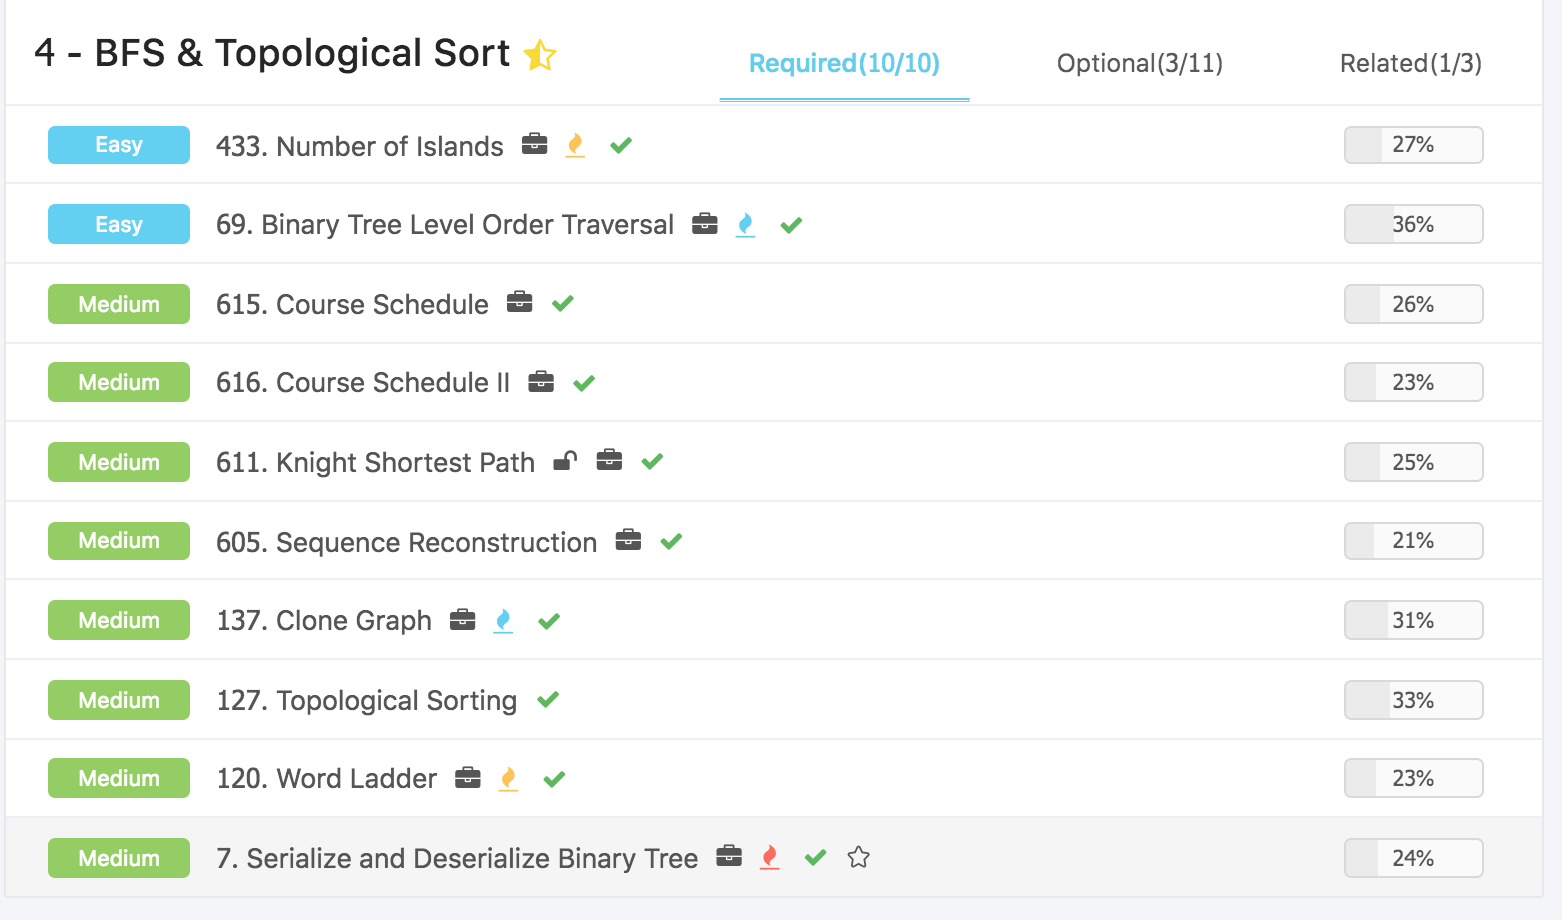 4 - BFS & Topological Sort Required(10/10) Optional(3/11) Related(1/3)
Easy 433. Number of Islands 27%
Easy 69. Binary Tree Level Order Traversal 36%
Medium 615. Course Schedule 26%
Medium 616. Course Schedule II 23%
Medium 611. Knight Shortest Path 25%
Medium 605. Sequence Reconstruction 21%
Medium 137. Clone Graph 31%
Medium 127. Topological Sorting 33%
Medium 120. Word Ladder 23%
Medium 7. Serialize and Deserialize Binary Tree 24%